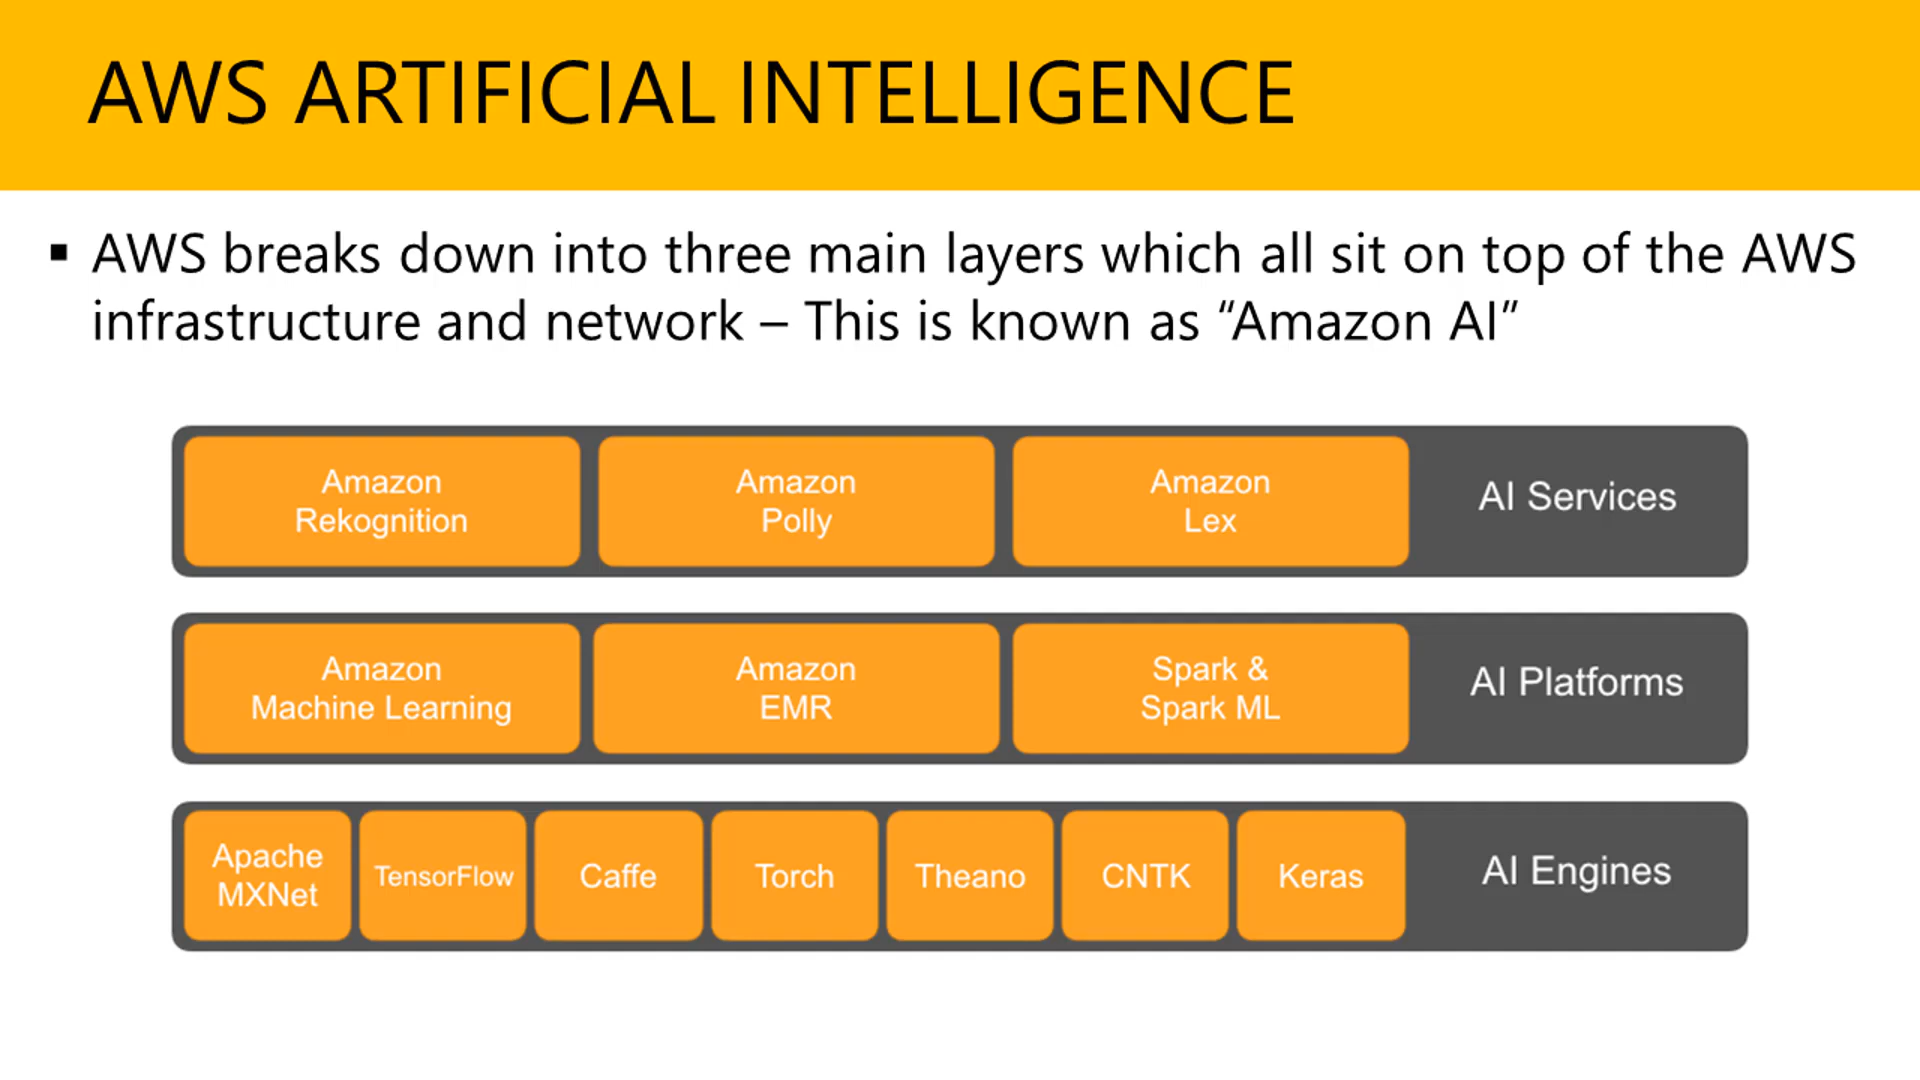 AWS ARTIFICIAL INTELLIGENCE
▪ AWS breaks down into three main layers which all sit on top of the AWS
infrastructure and network – This is known as “Amazon AI”
Amazon
Rekognition
Amazon
Polly
Amazon
Lex
AI Services
Amazon
Machine Learning
Amazon
EMR
Spark &
Spark ML
AI Platforms
Apache
MXNet
TensorFlow
Caffe
Torch
Theano
CNTK
Keras
AI Engines